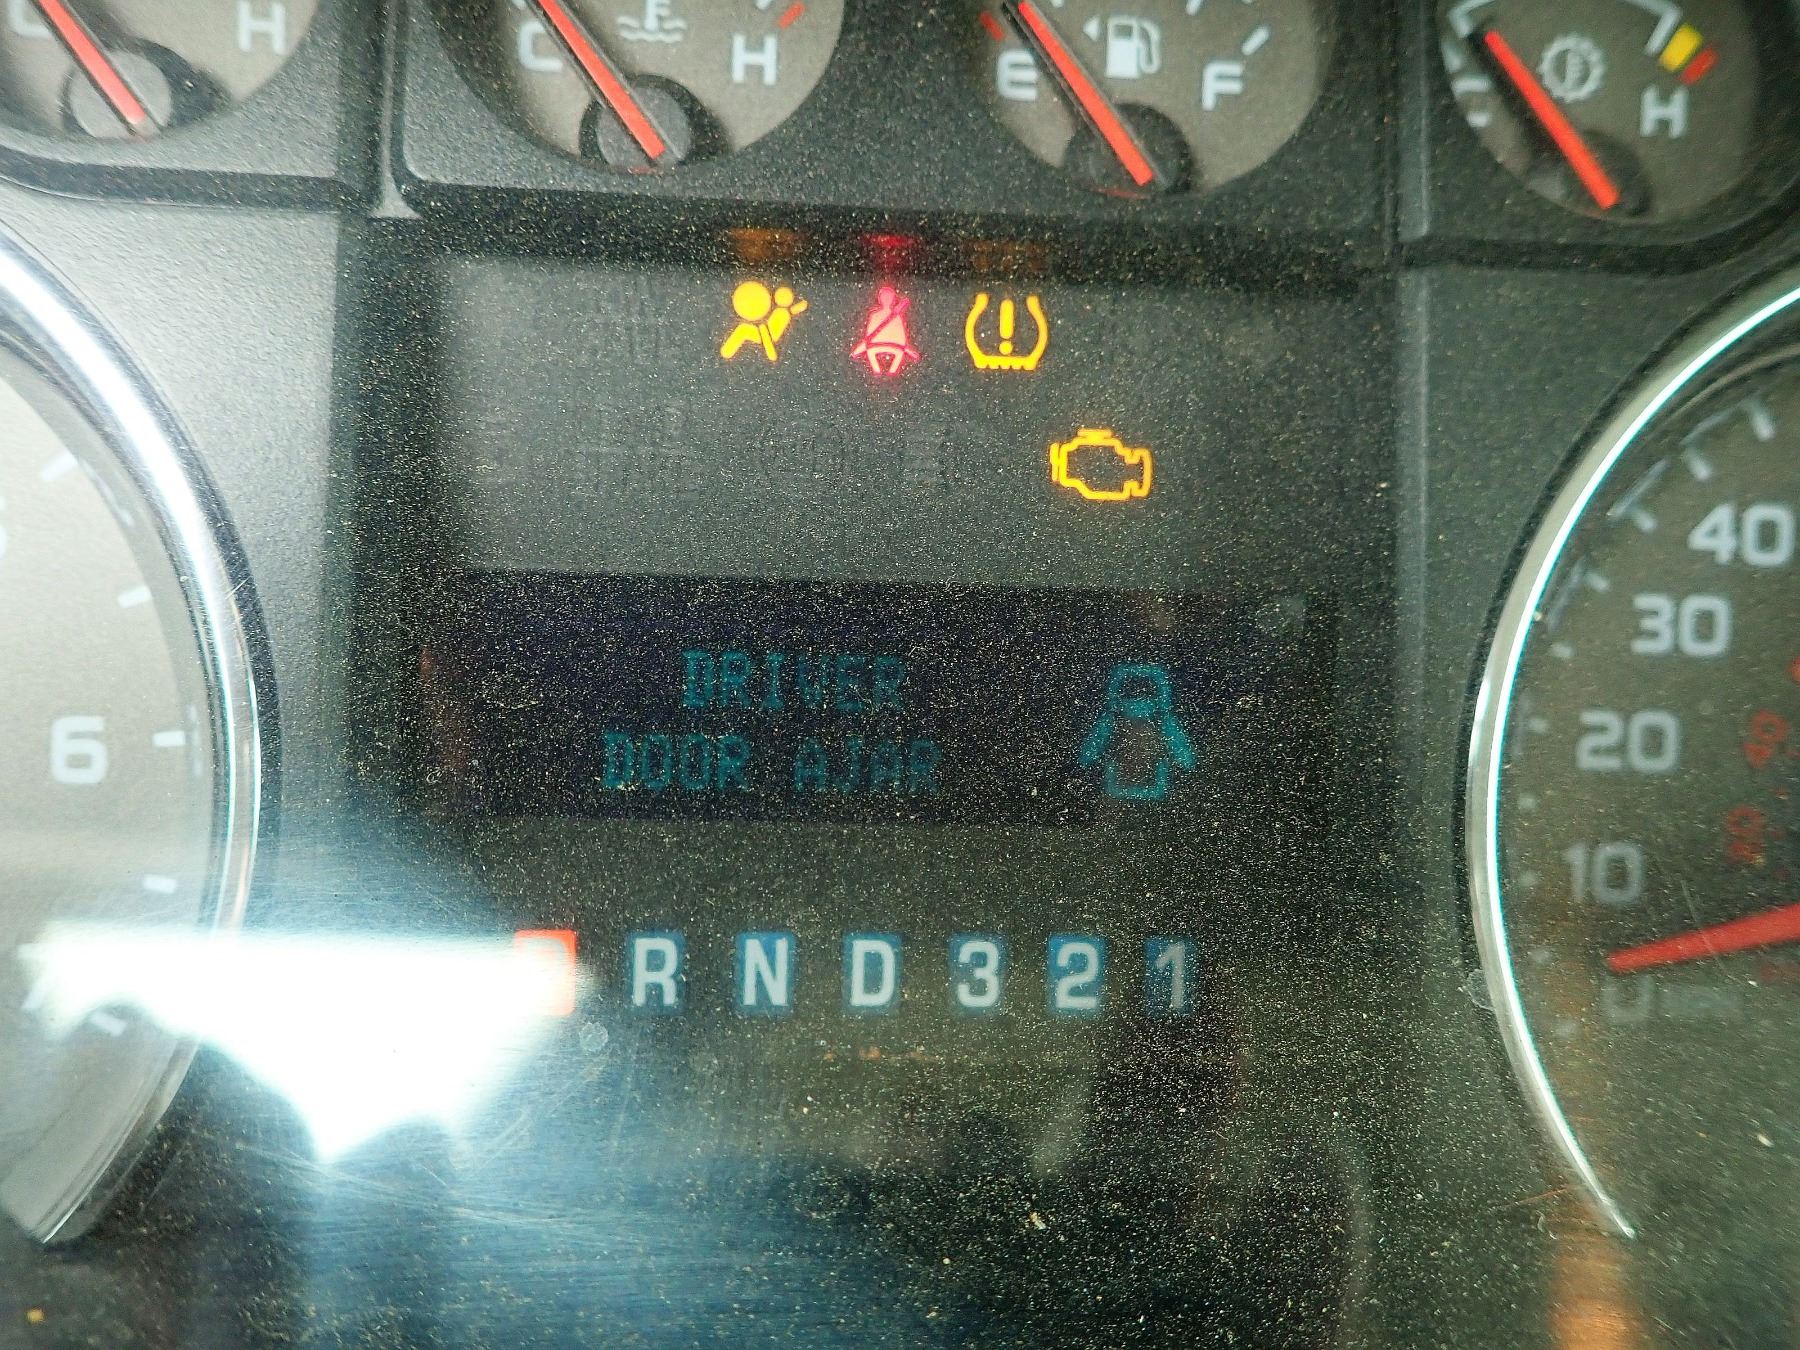 C H
C H
E F
H
40
30
20
10
6
DRIVER
DOOR AJAR
R N D 3 2 1